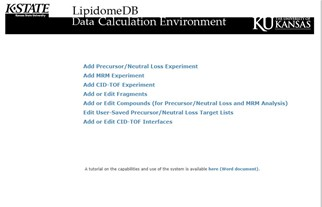 K-STATE
Kansas State University
LipidomeDB
Data Calculation Environment
KU THE UNIVERSITY OF KANSAS
Add Precursor/Neutral Loss Experiment
Add MRM Experiment
Add CID-TOF Experiment
Add or Edit Fragments
Add or Edit Compounds (for Precursor/Neutral Loss and MRM Analysis)
Edit User-Saved Precursor/Neutral Loss Target Lists
Add or Edit CID-TOF Interfaces
A tutorial on the capabilities and use of the system is available here (Word document).